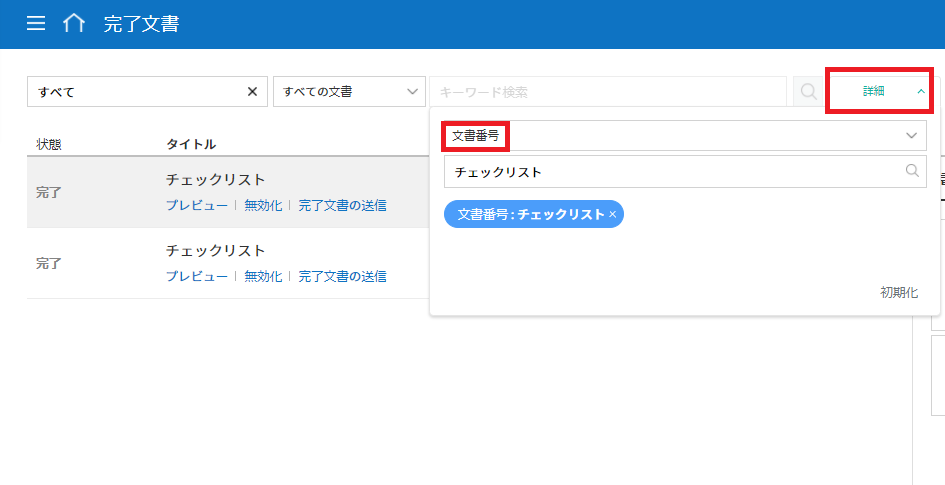 完了文書
すべて
すべての文書
キーワード検索
詳細
文書番号
チェックリスト
文書番号 : チェックリスト ×
初期化
状態 タイトル
完了 チェックリスト
プレビュー | 無効化 | 完了文書の送信
完了 チェックリスト
プレビュー | 無効化 | 完了文書の送信